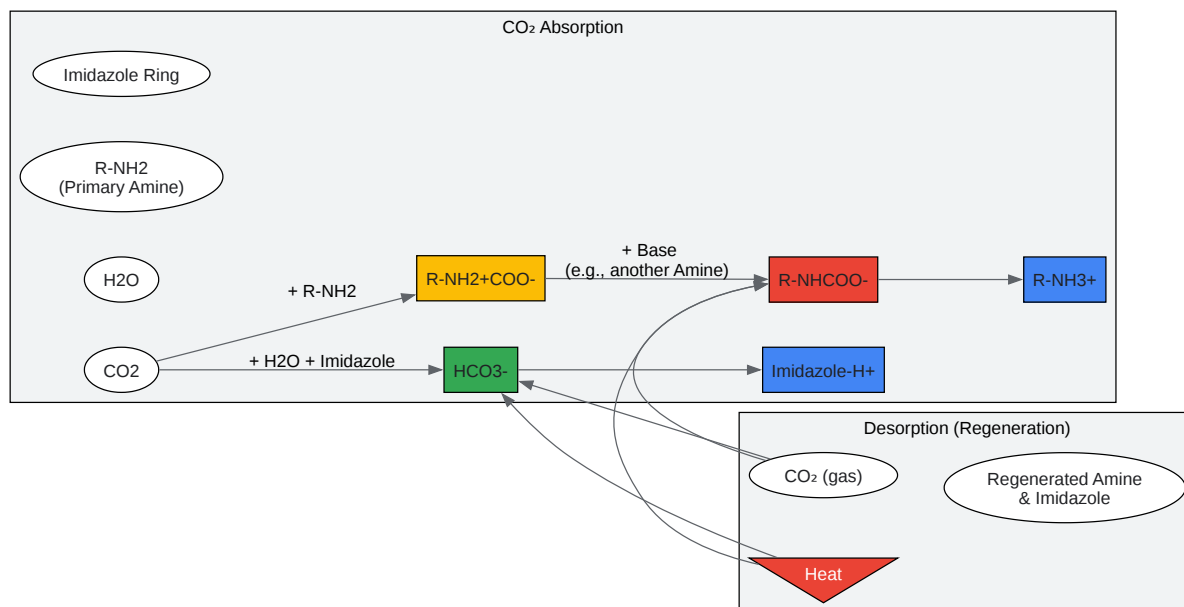 CO₂ Absorption
Imidazole Ring
R-NH2
(Primary Amine)
H2O
CO2
+ R-NH2
+ H2O + Imidazole
R-NH2+COO-
HCO3-
+ Base
(e.g., another Amine)
R-NHCOO-
R-NH3+
Imidazole-H+
Desorption (Regeneration)
CO₂ (gas)
Regenerated Amine
& Imidazole
Heat